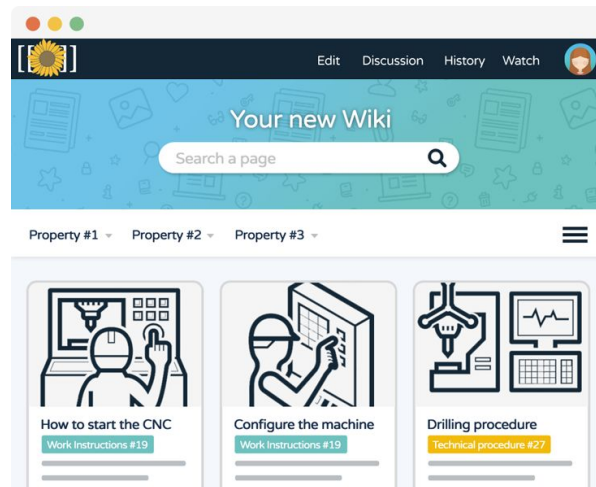 [[ ]]
Edit Discussion History Watch
Your new Wiki
Search a page
Property #1 Property #2 Property #3
How to start the CNC
Work Instructions #19
Configure the machine
Work Instructions #19
Drilling procedure
Technical procedure #27